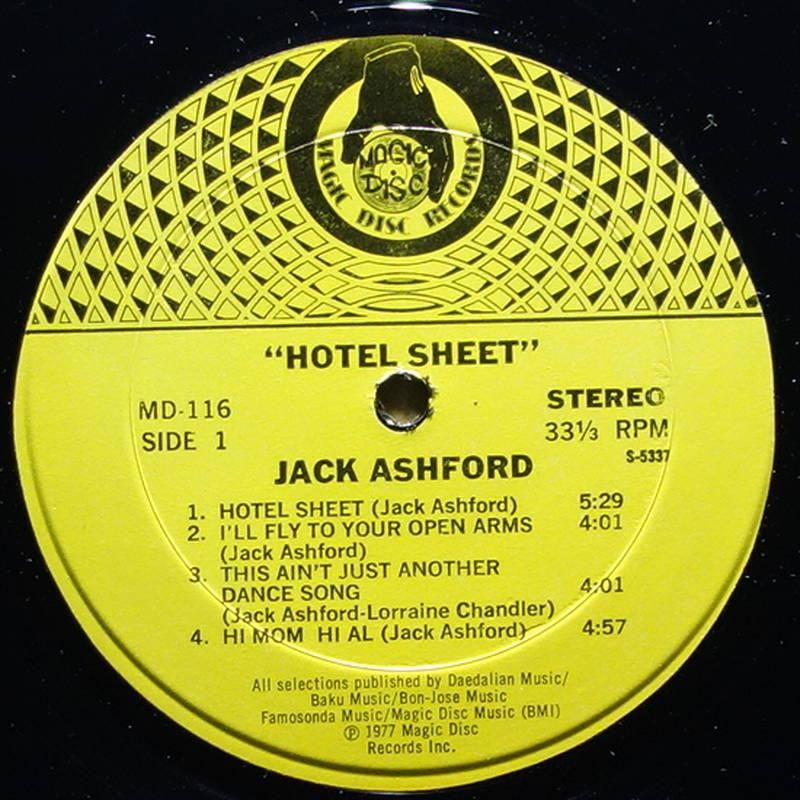 MAGIC DISC
MAGIC DISC RECORDS
"HOTEL SHEET"
MD-116
SIDE 1
STEREO
33⅓ RPM
S-5337
JACK ASHFORD
1. HOTEL SHEET (Jack Ashford) 5:29
2. I'LL FLY TO YOUR OPEN ARMS 4:01
(Jack Ashford)
3. THIS AIN'T JUST ANOTHER
DANCE SONG 4:01
(Jack Ashford-Lorraine Chandler)
4. HI MOM HI AL (Jack Ashford) 4:57
All selections published by Daedalian Music/
Baku Music/Bon-Jose Music
Famosonda Music/Magic Disc Music (BMI)
℗ 1977 Magic Disc
Records Inc.